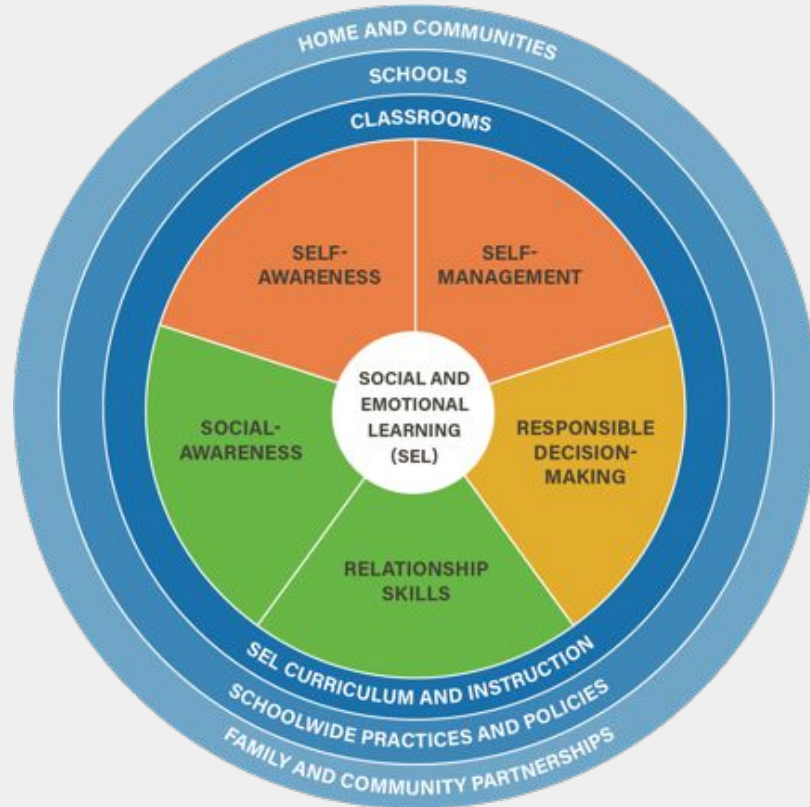 HOME AND COMMUNITIES
SCHOOLS
CLASSROOMS
SELF-
AWARENESS
SELF-
MANAGEMENT
SOCIAL AND
EMOTIONAL
LEARNING
(SEL)
SOCIAL-
AWARENESS
RESPONSIBLE
DECISION-
MAKING
RELATIONSHIP
SKILLS
SEL CURRICULUM AND INSTRUCTION
SCHOOLWIDE PRACTICES AND POLICIES
FAMILY AND COMMUNITY PARTNERSHIPS